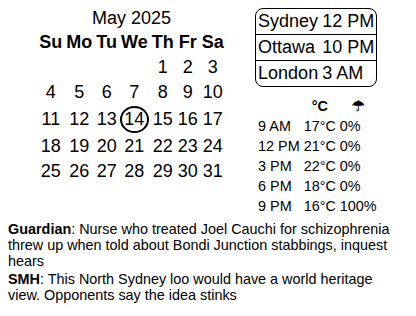 May 2025
Su Mo Tu We Th Fr Sa
1 2 3
4 5 6 7 8 9 10
11 12 13 14 15 16 17
18 19 20 21 22 23 24
25 26 27 28 29 30 31
Sydney 12 PM
Ottawa 10 PM
London 3 AM
°C ☂
9 AM 17°C 0%
12 PM 21°C 0%
3 PM 22°C 0%
6 PM 18°C 0%
9 PM 16°C 100%
Guardian: Nurse who treated Joel Cauchi for schizophrenia
threw up when told about Bondi Junction stabbings, inquest
hears
SMH: This North Sydney loo would have a world heritage
view. Opponents say the idea stinks